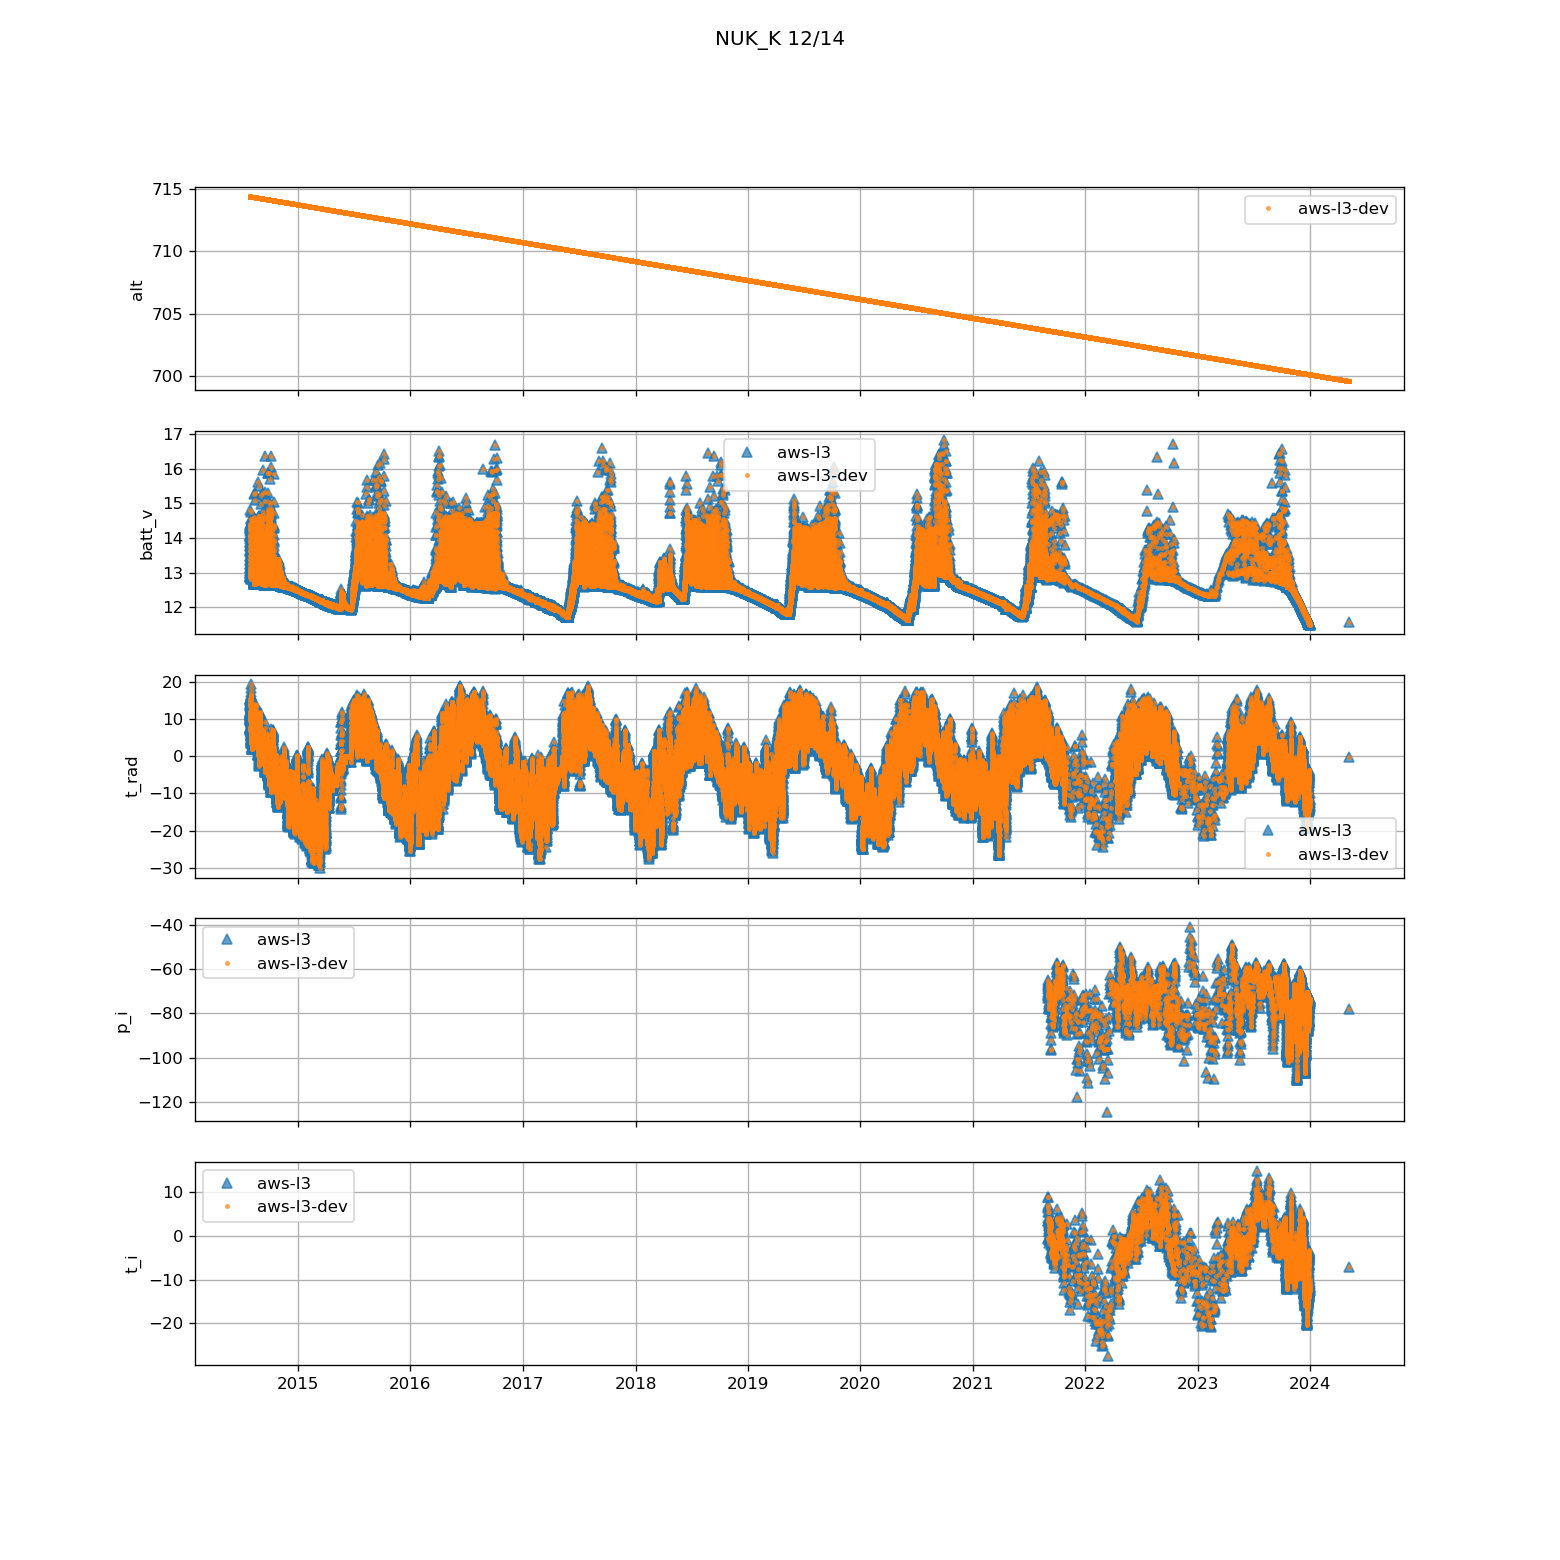 NUK_K 12/14
715
710
705
700
alt
aws-l3-dev
17
16
15
14
13
12
batt_v
aws-l3
aws-l3-dev
20
10
0
−10
−20
−30
t_rad
aws-l3
aws-l3-dev
−40
−60
−80
−100
−120
p_i
aws-l3
aws-l3-dev
10
0
−10
−20
t_i
aws-l3
aws-l3-dev
2015 2016 2017 2018 2019 2020 2021 2022 2023 2024